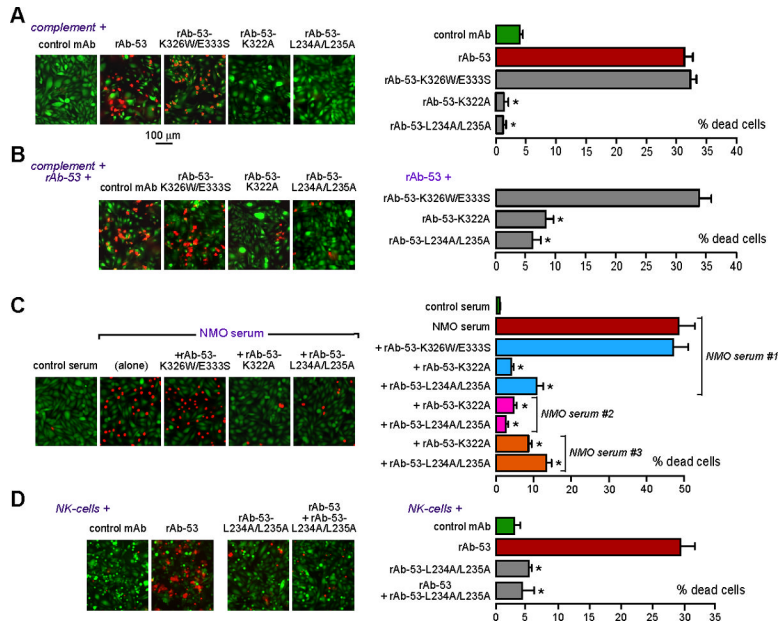 A
complement +
control mAb
rAb-53
rAb-53-
K326W/E333S
rAb-53-
K322A
rAb-53-
L234A/L235A
100 µm
control mAb
rAb-53
rAb-53-K326W/E333S
rAb-53-K322A
*
rAb-53-L234A/L235A
*
% dead cells
0 5 10 15 20 25 30 35 40
B
complement +
rAb-53 +
control mAb
rAb-53-
K326W/E333S
rAb-53-
K322A
rAb-53-
L234A/L235A
rAb-53 +
rAb-53-K326W/E333S
rAb-53-K322A
*
rAb-53-L234A/L235A
*
% dead cells
0 5 10 15 20 25 30 35 40
C
NMO serum
control serum
(alone)
+rAb-53-
K326W/E333S
+ rAb-53-
K322A
+ rAb-53-
L234A/L235A
control serum
NMO serum
+ rAb-53-K326W/E333S
+ rAb-53-K322A
*
+ rAb-53-L234A/L235A
*
NMO serum #1
+ rAb-53-K322A
*
+ rAb-53-L234A/L235A
*
NMO serum #2
+ rAb-53-K322A
*
+ rAb-53-L234A/L235A
*
NMO serum #3
% dead cells
0 10 20 30 40 50
D
NK-cells +
control mAb
rAb-53
rAb-53-
L234A/L235A
rAb-53
+ rAb-53-
L234A/L235A
NK-cells +
control mAb
rAb-53
rAb-53-L234A/L235A
*
rAb-53
+ rAb-53-L234A/L235A
*
% dead cells
0 5 10 15 20 25 30 35